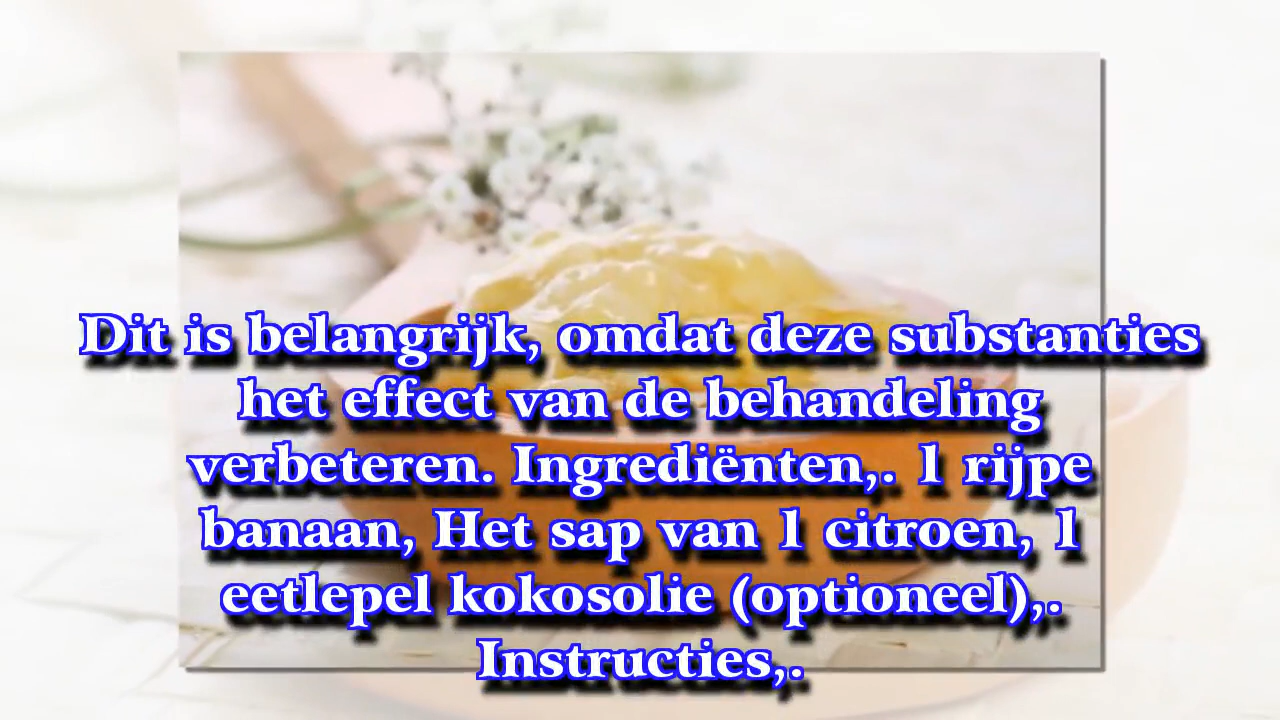 Dit is belangrijk, omdat deze substanties
het effect van de behandeling
verbeteren. Ingrediënten,. 1 rijpe
banaan, Het sap van 1 citroen, 1
eetlepel kokosolie (optioneel),.
Instructies,.